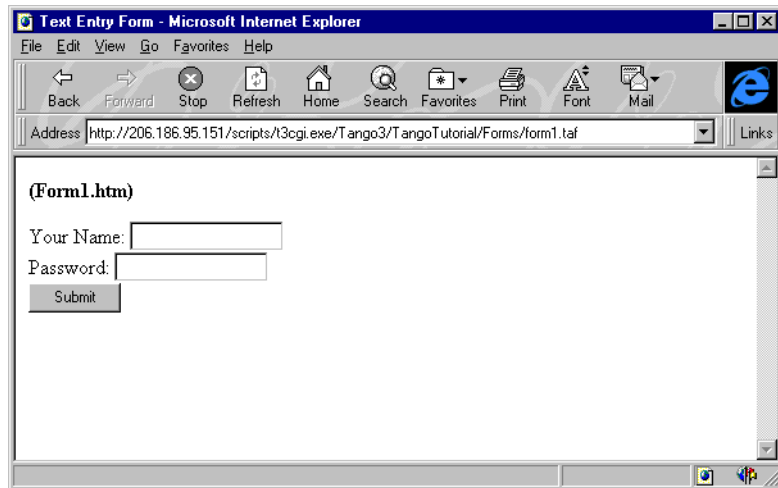 Text Entry Form - Microsoft Internet Explorer
File Edit View Go Favorites Help
Back Forward Stop Refresh Home Search Favorites Print Font Mail
Address http://206.186.95.151/scripts/t3cgi.exe/Tango3/TangoTutorial/Forms/form1.taf Links
(Form1.htm)
Your Name:
Password:
Submit